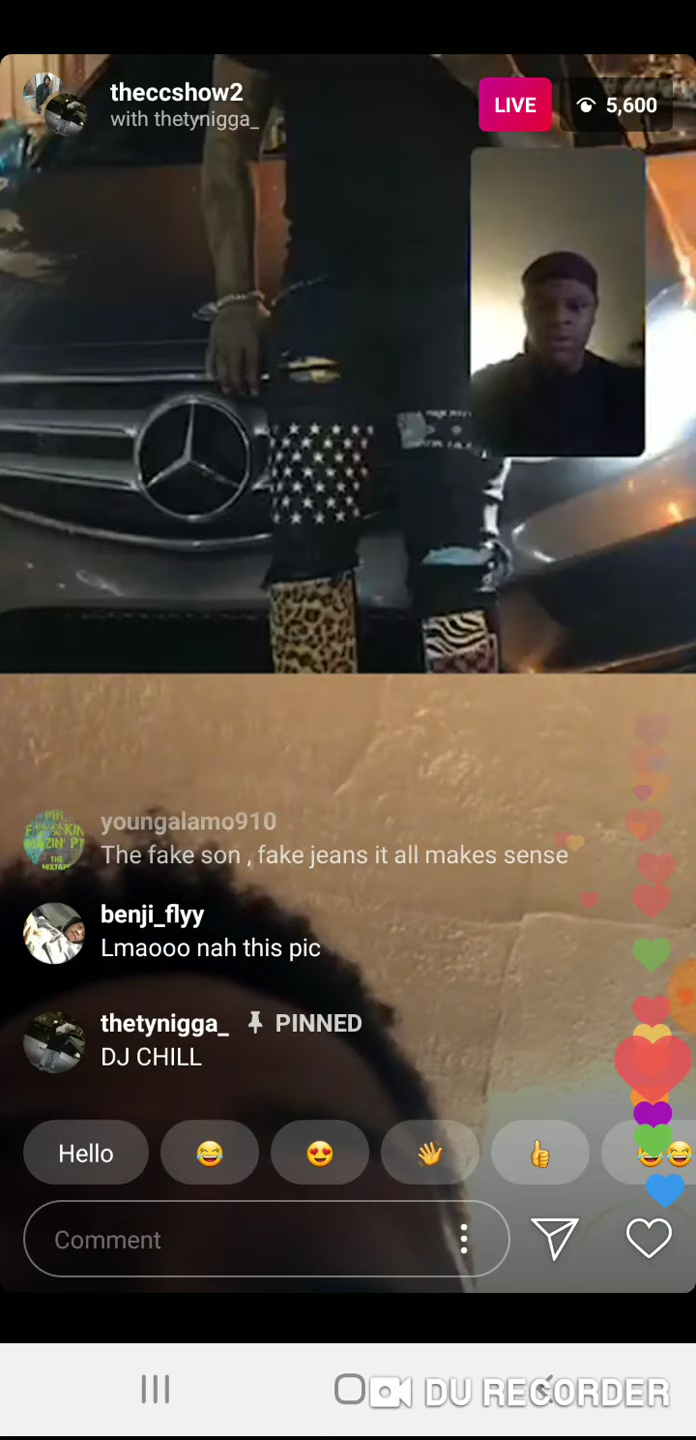 theccshow2
with thetynigga_
LIVE
5,600
youngalamo910
The fake son , fake jeans it all makes sense
benji_flyy
Lmaooo nah this pic
thetynigga_ PINNED
DJ CHILL
Hello
Comment
DU RECORDER